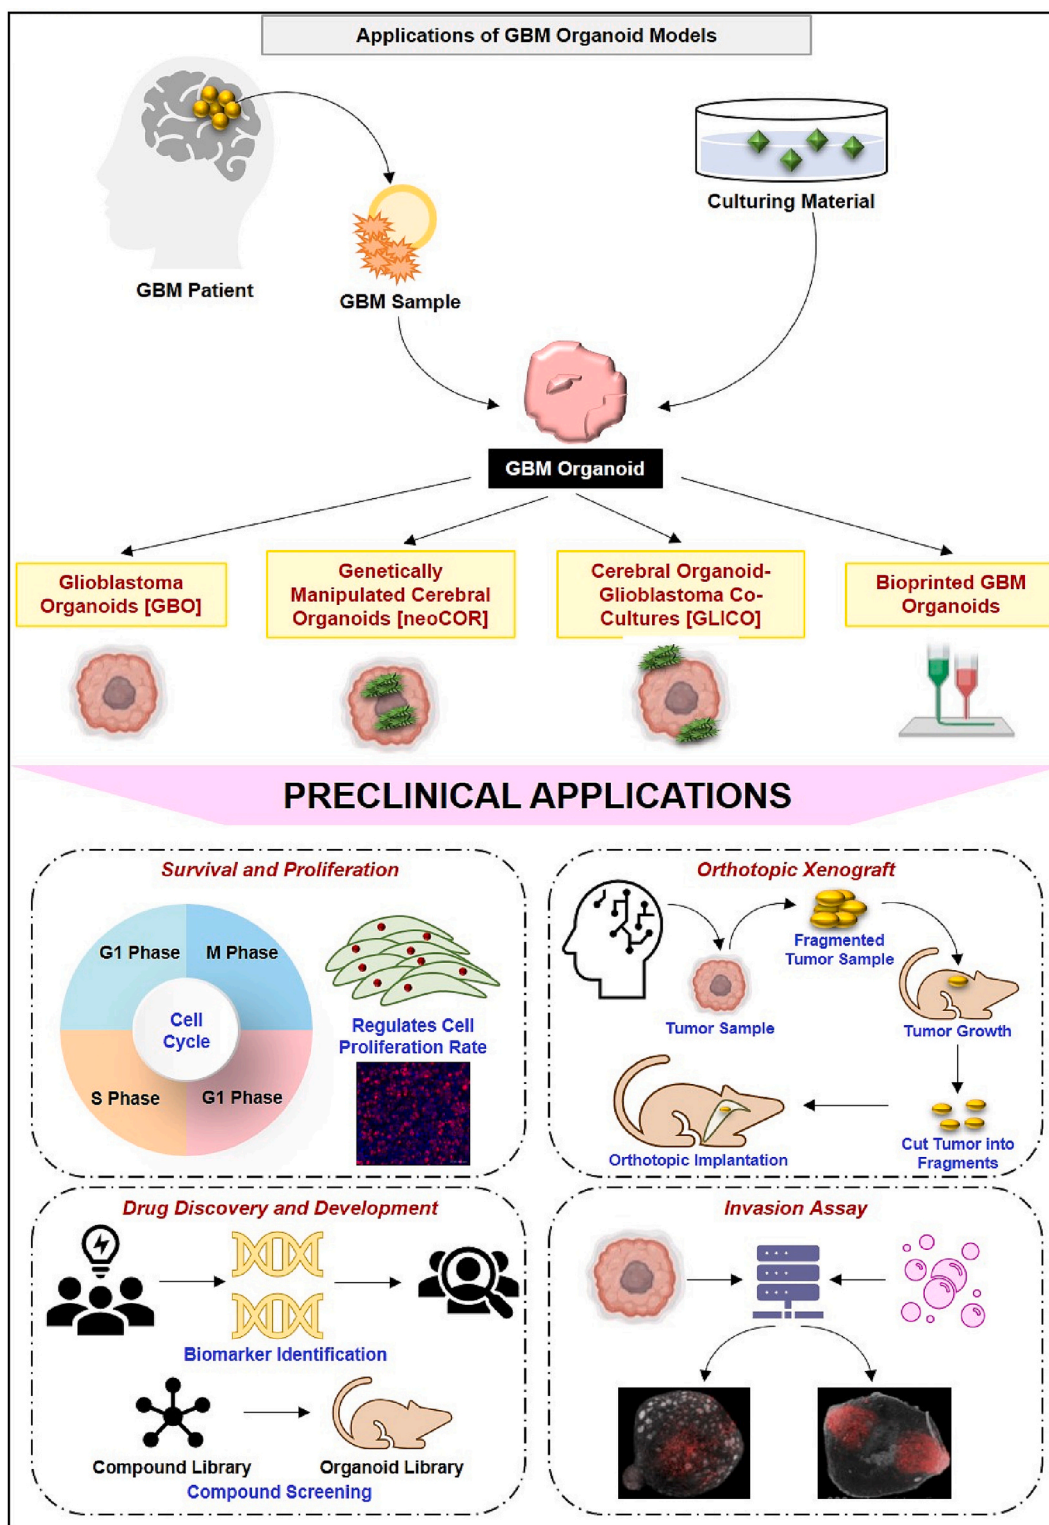 Applications of GBM Organoid Models
GBM Patient
GBM Sample
Culturing Material
GBM Organoid
Glioblastoma
Organoids [GBO]
Genetically
Manipulated Cerebral
Organoids [neoCOR]
Cerebral Organoid-
Glioblastoma Co-
Cultures [GLICO]
Bioprinted GBM
Organoids
PRECLINICAL APPLICATIONS
Survival and Proliferation
G1 Phase
M Phase
Cell
Cycle
S Phase
G1 Phase
Regulates Cell
Proliferation Rate
Orthotopic Xenograft
Fragmented
Tumor Sample
Tumor Sample
Tumor Growth
Orthotopic Implantation
Cut Tumor into
Fragments
Drug Discovery and Development
Biomarker Identification
Compound Library
Organoid Library
Compound Screening
Invasion Assay